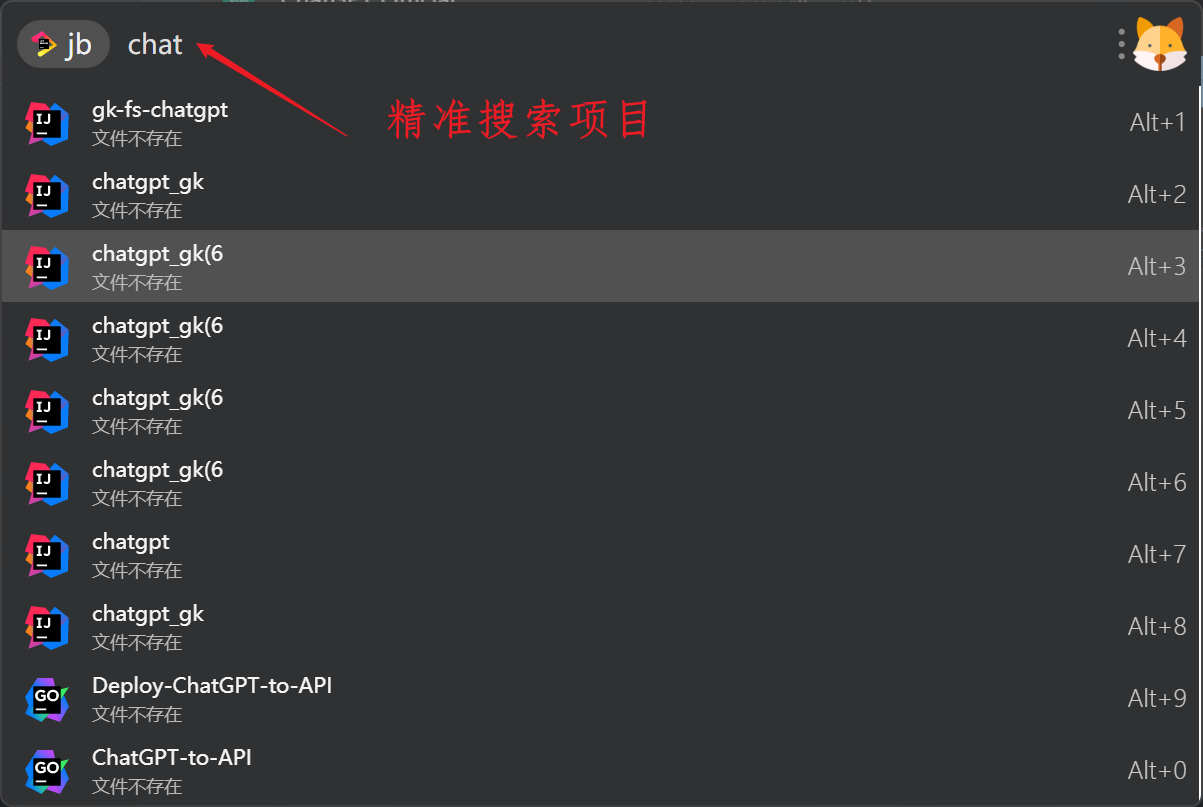 jb chat
精准搜索项目
IJ
gk-fs-chatgpt
文件不存在
Alt+1
IJ
chatgpt_gk
文件不存在
Alt+2
IJ
chatgpt_gk(6
文件不存在
Alt+3
IJ
chatgpt_gk(6
文件不存在
Alt+4
IJ
chatgpt_gk(6
文件不存在
Alt+5
IJ
chatgpt_gk(6
文件不存在
Alt+6
IJ
chatgpt
文件不存在
Alt+7
IJ
chatgpt_gk
文件不存在
Alt+8
GO
Deploy-ChatGPT-to-API
文件不存在
Alt+9
GO
ChatGPT-to-API
文件不存在
Alt+0